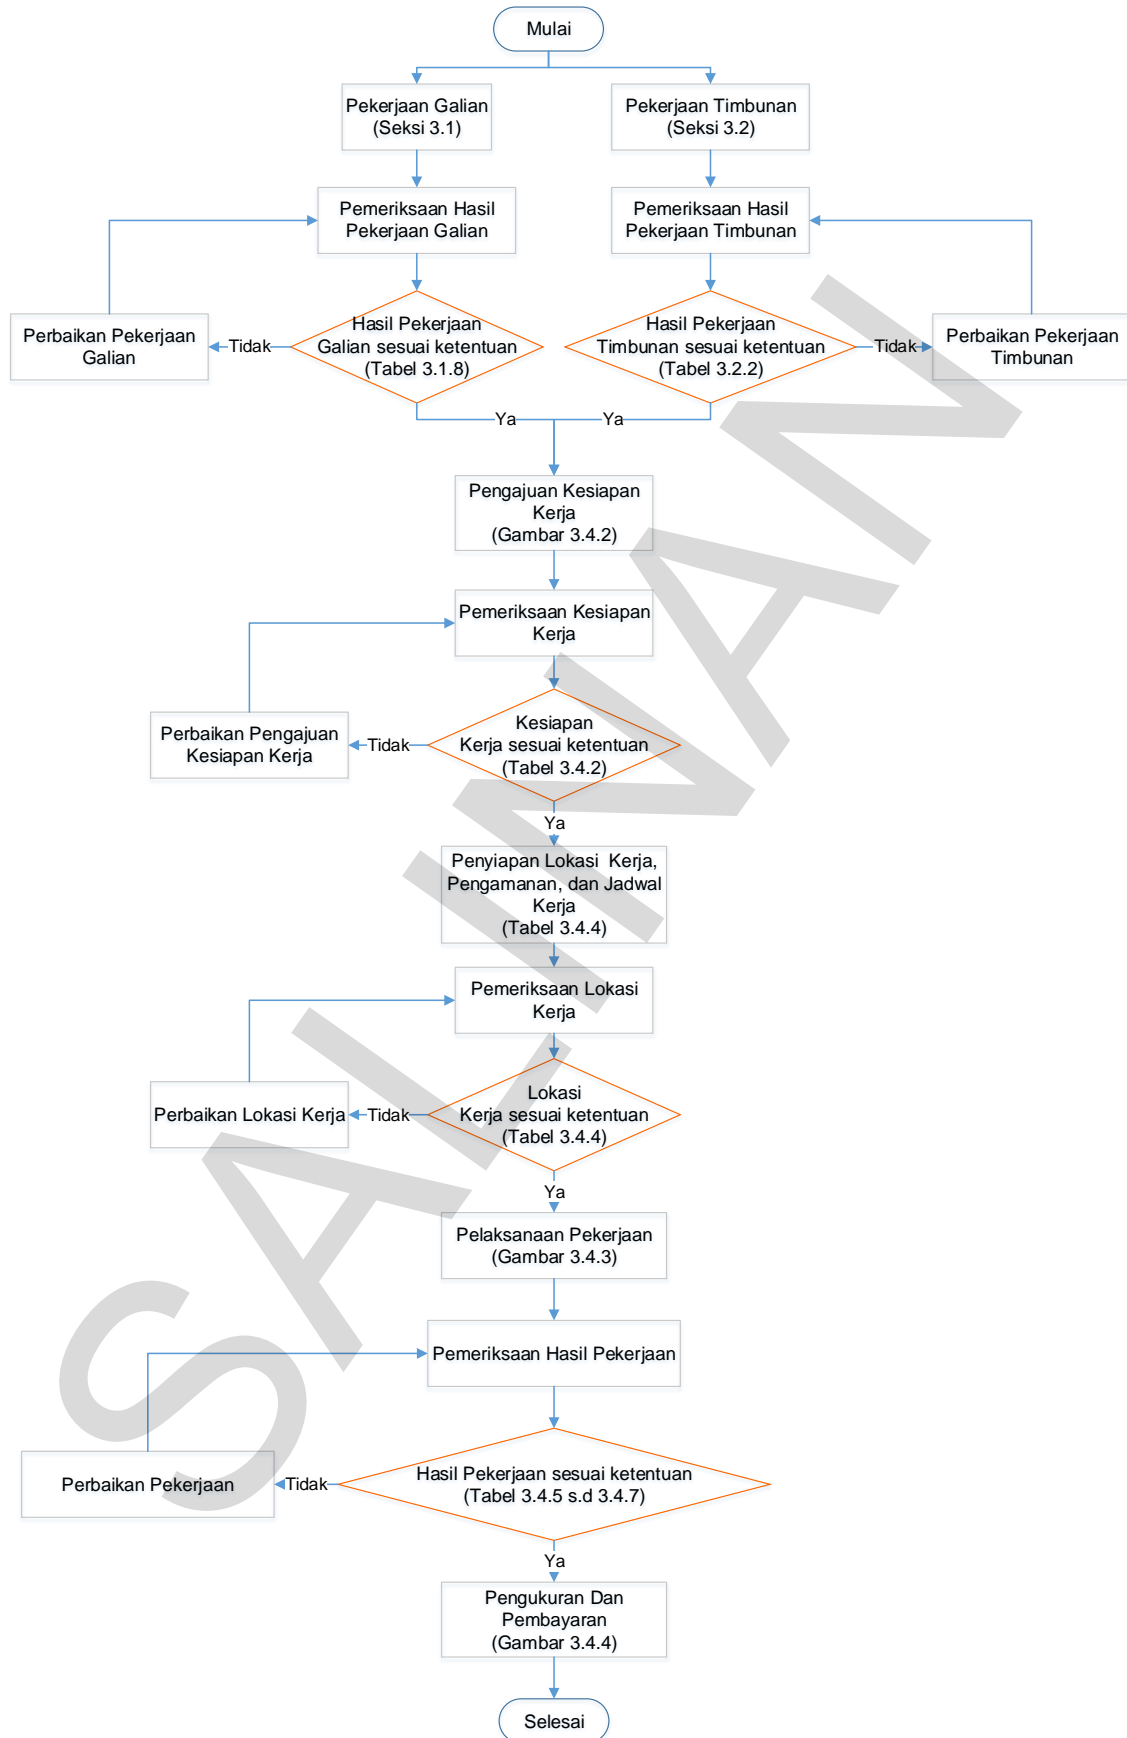 Mulai
Pekerjaan Galian
(Seksi 3.1)
Pekerjaan Timbunan
(Seksi 3.2)
Pemeriksaan Hasil
Pekerjaan Galian
Pemeriksaan Hasil
Pekerjaan Timbunan
Perbaikan Pekerjaan
Galian
Tidak
Hasil Pekerjaan
Galian sesuai ketentuan
(Tabel 3.1.8)
Hasil Pekerjaan
Timbunan sesuai ketentuan
(Tabel 3.2.2)
Tidak
Perbaikan Pekerjaan
Timbunan
Ya
Ya
Pengajuan Kesiapan
Kerja
(Gambar 3.4.2)
Pemeriksaan Kesiapan
Kerja
Perbaikan Pengajuan
Kesiapan Kerja
Tidak
Kesiapan
Kerja sesuai ketentuan
(Tabel 3.4.2)
Ya
Penyiapan Lokasi Kerja,
Pengamanan, dan Jadwal
Kerja
(Tabel 3.4.4)
Pemeriksaan Lokasi
Kerja
Perbaikan Lokasi Kerja
Tidak
Lokasi
Kerja sesuai ketentuan
(Tabel 3.4.4)
Ya
Pelaksanaan Pekerjaan
(Gambar 3.4.3)
Pemeriksaan Hasil Pekerjaan
Perbaikan Pekerjaan
Tidak
Hasil Pekerjaan sesuai ketentuan
(Tabel 3.4.5 s.d 3.4.7)
Ya
Pengukuran Dan
Pembayaran
(Gambar 3.4.4)
Selesai
SALINAN